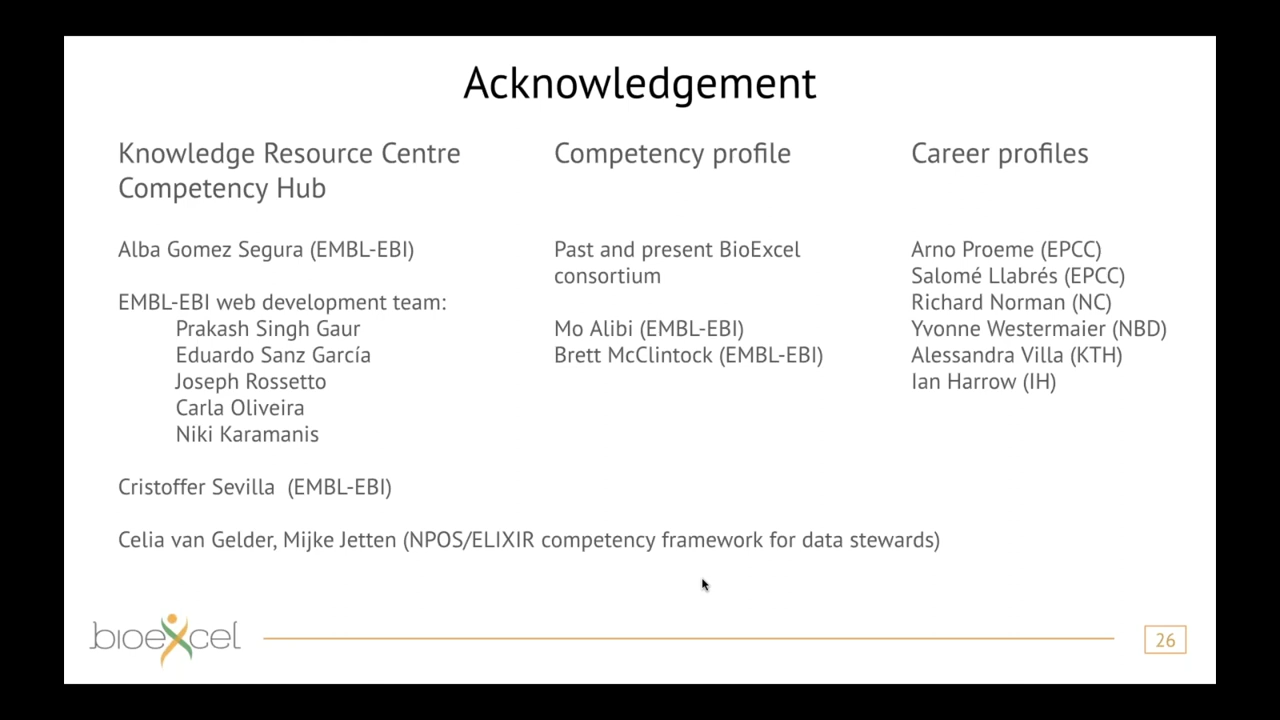 Acknowledgement
Knowledge Resource Centre
Competency Hub
Alba Gomez Segura (EMBL-EBI)
EMBL-EBI web development team:
Prakash Singh Gaur
Eduardo Sanz García
Joseph Rossetto
Carla Oliveira
Niki Karamanis
Cristoffer Sevilla (EMBL-EBI)
Celia van Gelder, Mijke Jetten (NPOS/ELIXIR competency framework for data stewards)
Competency profile
Past and present BioExcel
consortium
Mo Alibi (EMBL-EBI)
Brett McClintock (EMBL-EBI)
Career profiles
Arno Proeme (EPCC)
Salomé Llabrés (EPCC)
Richard Norman (NC)
Yvonne Westermaier (NBD)
Alessandra Villa (KTH)
Ian Harrow (IH)
bioexcel
26